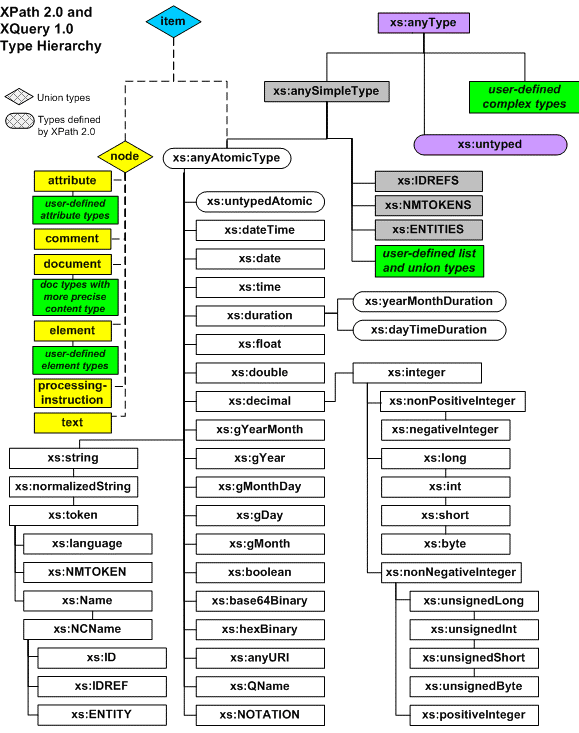 XPath 2.0 and
XQuery 1.0
Type Hierarchy
item
xs:anyType
Union types
Types defined
by XPath 2.0
xs:anySimpleType
user-defined
complex types
xs:untyped
node
xs:anyAtomicType
attribute
user-defined
attribute types
comment
document
doc types with
more precise
content type
element
user-defined
element types
processing-
instruction
text
xs:IDREFS
xs:NMTOKENS
xs:ENTITIES
user-defined list
and union types
xs:untypedAtomic
xs:dateTime
xs:date
xs:time
xs:duration
xs:yearMonthDuration
xs:dayTimeDuration
xs:float
xs:double
xs:decimal
xs:gYearMonth
xs:gYear
xs:gMonthDay
xs:gDay
xs:gMonth
xs:boolean
xs:base64Binary
xs:hexBinary
xs:anyURI
xs:QName
xs:NOTATION
xs:integer
xs:nonPositiveInteger
xs:negativeInteger
xs:long
xs:int
xs:short
xs:byte
xs:nonNegativeInteger
xs:unsignedLong
xs:unsignedInt
xs:unsignedShort
xs:unsignedByte
xs:positiveInteger
xs:string
xs:normalizedString
xs:token
xs:language
xs:NMTOKEN
xs:Name
xs:NCName
xs:ID
xs:IDREF
xs:ENTITY